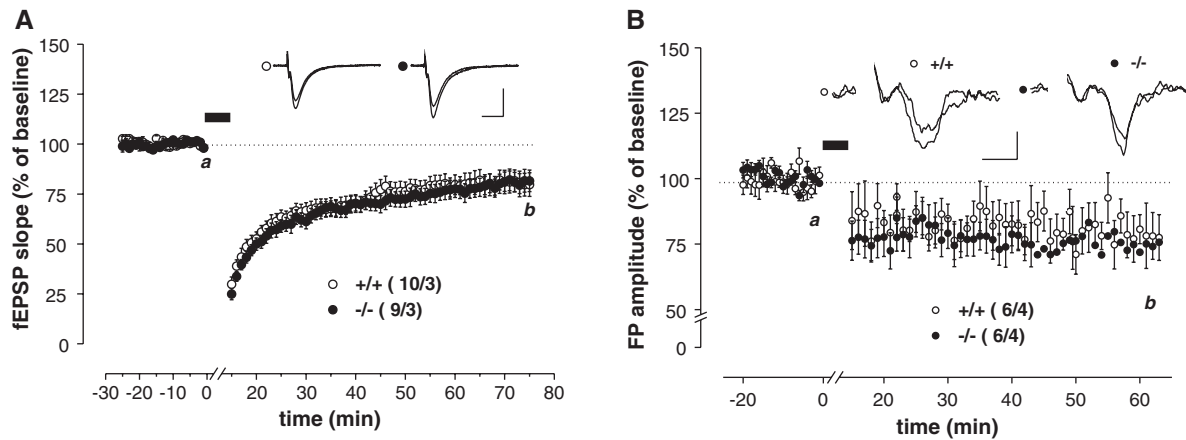 A
fEPSP slope (% of baseline)
150
125
100
75
50
25
0
a
b
+/+ ( 10/3)
-/- ( 9/3)
-30 -20 -10 0 20 30 40 50 60 70 80
time (min)
B
FP amplitude (% of baseline)
150
125
100
75
50
0
+/+
-/-
a
b
+/+ ( 6/4)
-/- ( 6/4)
-20 0 20 30 40 50 60
time (min)